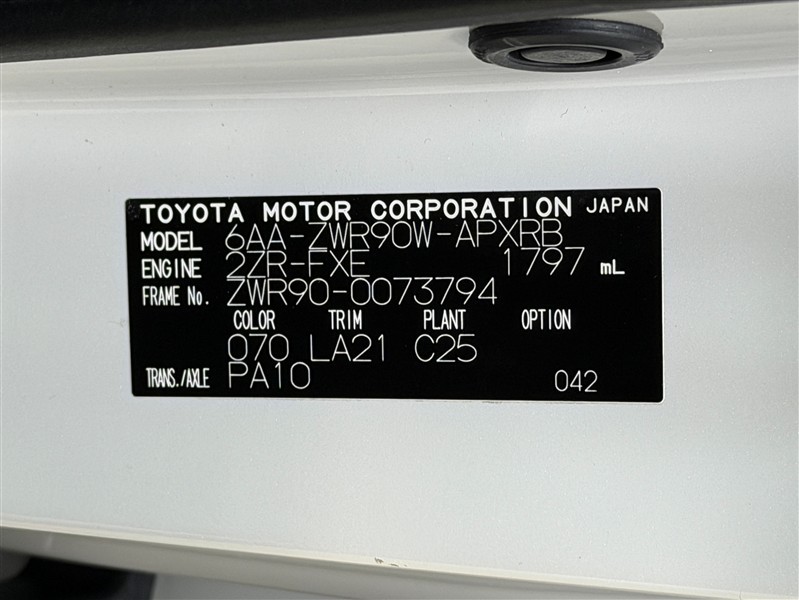 TOYOTA MOTOR CORPORATION JAPAN
MODEL 6AA-ZWR90W-APXRB
ENGINE 2ZR-FXE 1797 mL
FRAME No. ZWR90-0073794
COLOR TRIM PLANT OPTION
070 LA21 C25
TRANS./AXLE PA10 042